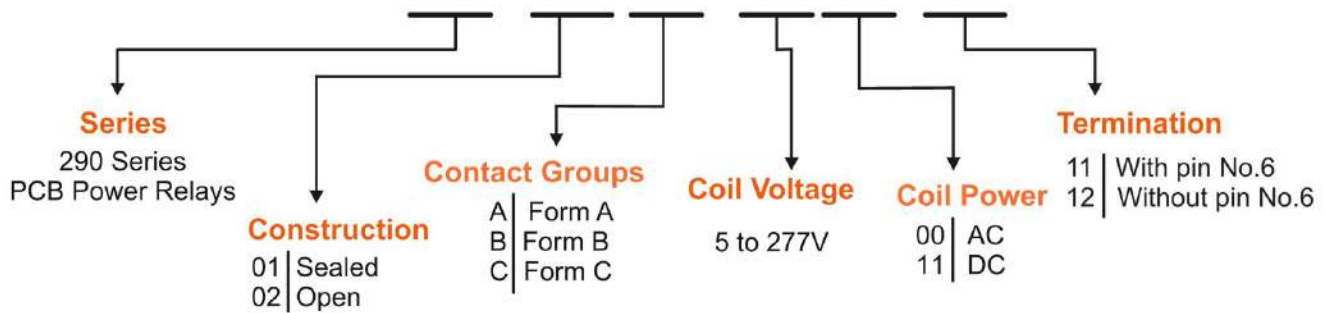 Series
290 Series
PCB Power Relays
Construction
01 Sealed
02 Open
Contact Groups
A Form A
B Form B
C Form C
Coil Voltage
5 to 277V
Coil Power
00 AC
11 DC
Termination
11 With pin No.6
12 Without pin No.6